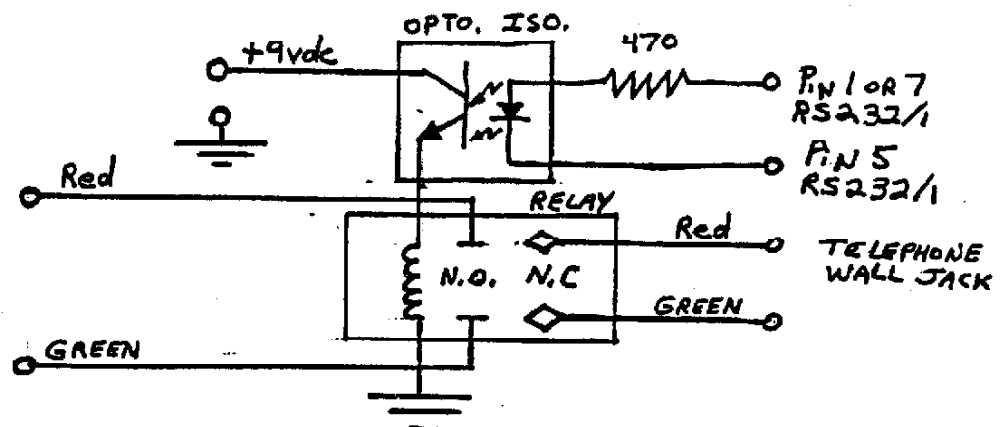 OPTO. ISO.
+9vdc
470
PiN 1 OR 7
RS232/1
PiN 5
RS232/1
Red
RELAY
Red
TELEPHONE
WALL JACK
N.O. N.C
GREEN
GREEN